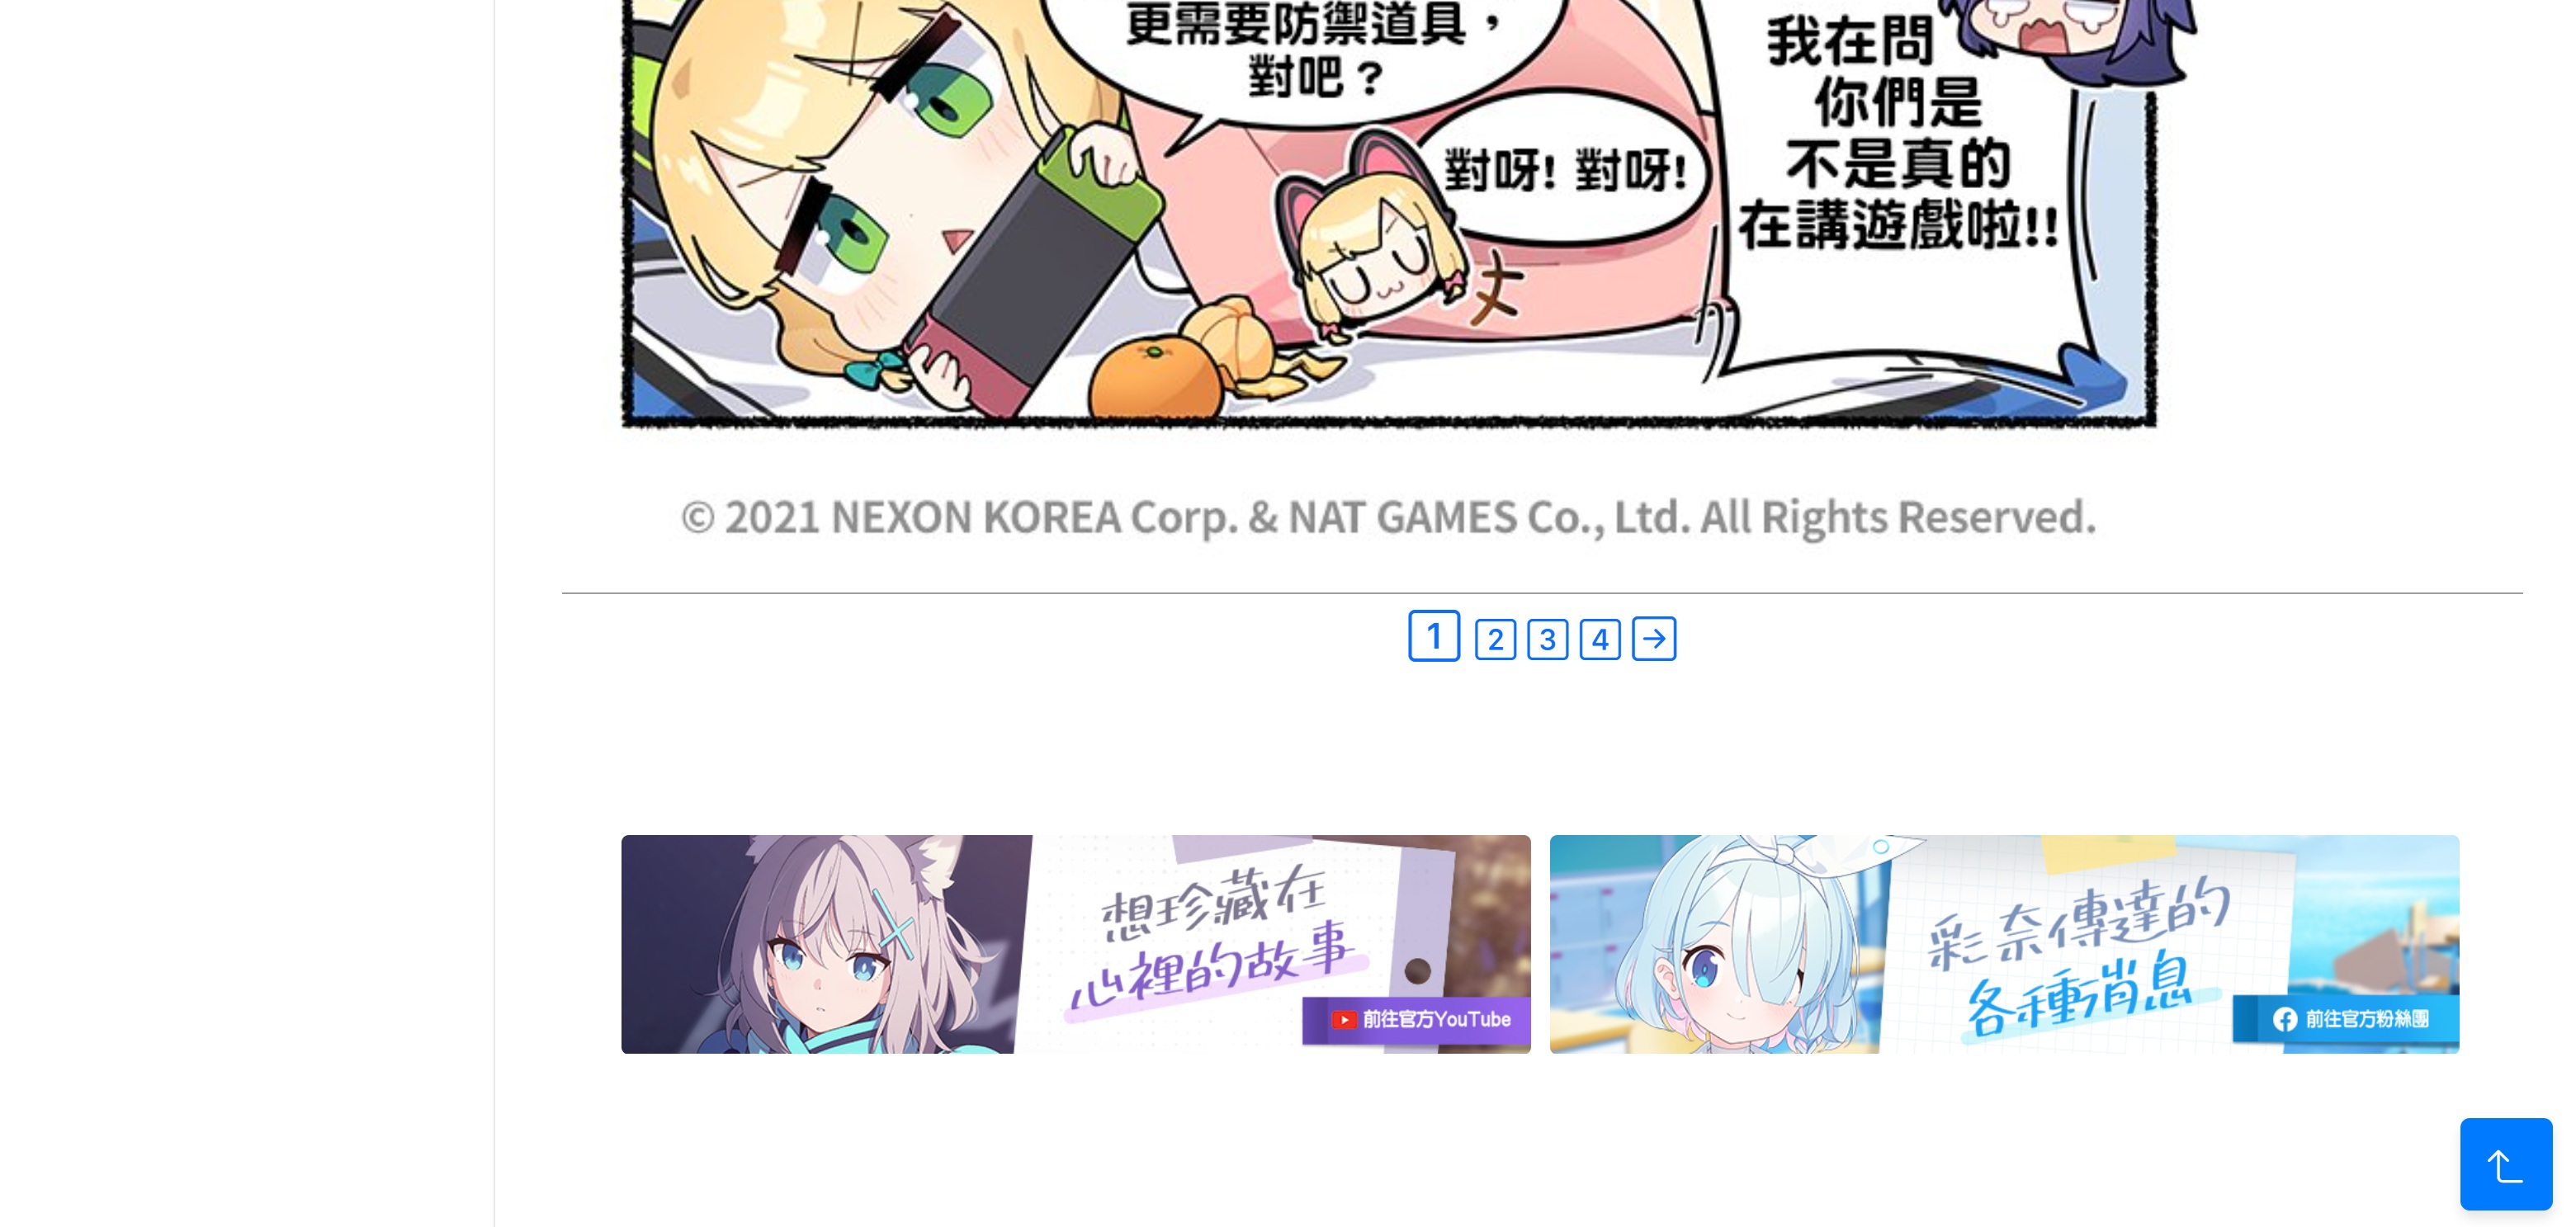 更需要防禦道具，
對吧？
對呀! 對呀!
我在問
你們是
不是真的
在講遊戲啦!!
© 2021 NEXON KOREA Corp. & NAT GAMES Co., Ltd. All Rights Reserved.
1 2 3 4 →
想珍藏在
心裡的故事
前往官方YouTube
彩奈傳達的
各種消息
前往官方粉絲團